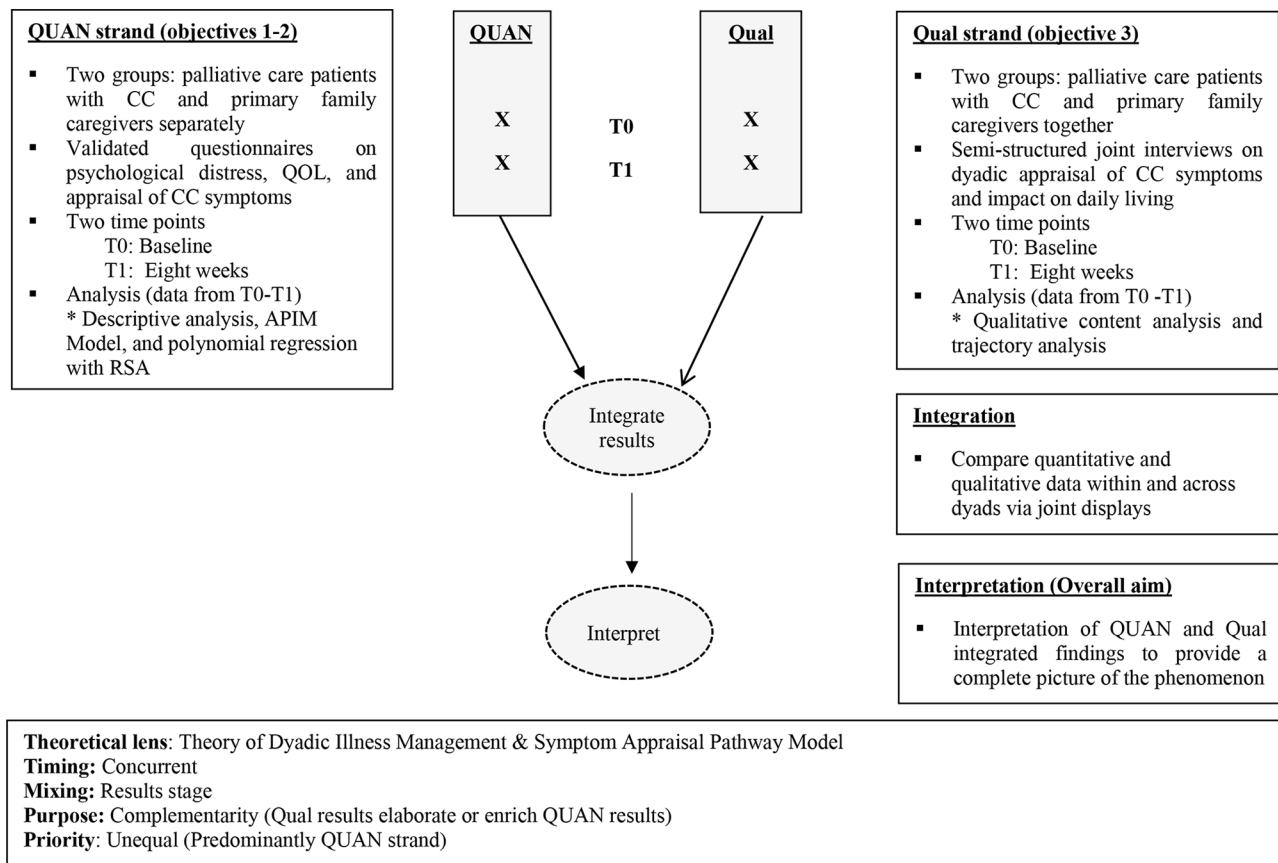 QUAN strand (objectives 1-2)
▪ Two groups: palliative care patients
with CC and primary family
caregivers separately
▪ Validated questionnaires on
psychological distress, QOL, and
appraisal of CC symptoms
▪ Two time points
T0: Baseline
T1: Eight weeks
▪ Analysis (data from T0-T1)
* Descriptive analysis, APIM
Model, and polynomial regression
with RSA
QUAN
X
X
T0
T1
Qual
X
X
Integrate
results
Interpret
Qual strand (objective 3)
▪ Two groups: palliative care patients
with CC and primary family
caregivers together
▪ Semi-structured joint interviews on
dyadic appraisal of CC symptoms
and impact on daily living
▪ Two time points
T0: Baseline
T1: Eight weeks
▪ Analysis (data from T0 -T1)
* Qualitative content analysis and
trajectory analysis
Integration
▪ Compare quantitative and
qualitative data within and across
dyads via joint displays
Interpretation (Overall aim)
▪ Interpretation of QUAN and Qual
integrated findings to provide a
complete picture of the phenomenon
Theoretical lens: Theory of Dyadic Illness Management & Symptom Appraisal Pathway Model
Timing: Concurrent
Mixing: Results stage
Purpose: Complementarity (Qual results elaborate or enrich QUAN results)
Priority: Unequal (Predominantly QUAN strand)